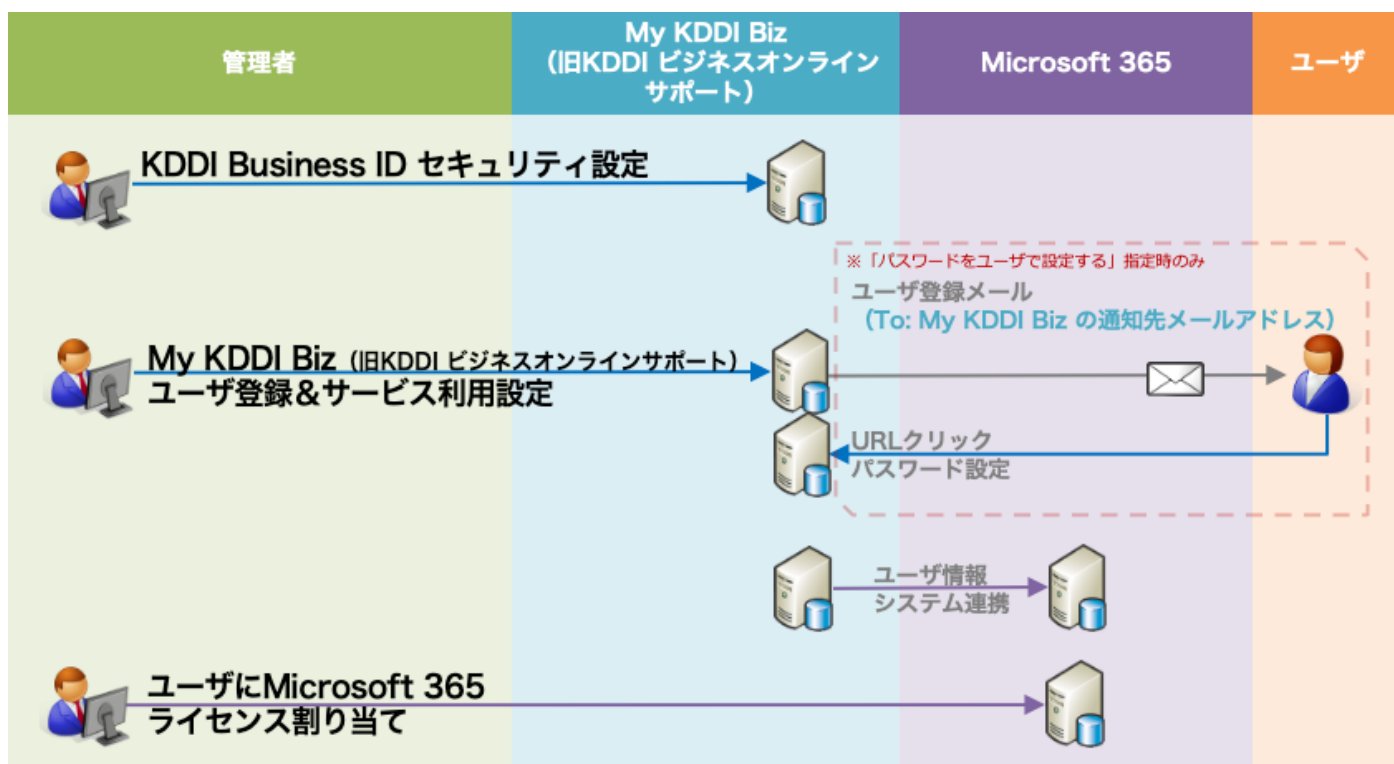 管理者
My KDDI Biz
（旧KDDI ビジネスオンライン
サポート）
Microsoft 365
ユーザ
KDDI Business ID セキュリティ設定
※「パスワードをユーザで設定する」指定時のみ
ユーザ登録メール
（To: My KDDI Biz の通知先メールアドレス）
My KDDI Biz（旧KDDI ビジネスオンラインサポート）
ユーザ登録＆サービス利用設定
URLクリック
パスワード設定
ユーザ情報
システム連携
ユーザにMicrosoft 365
ライセンス割り当て